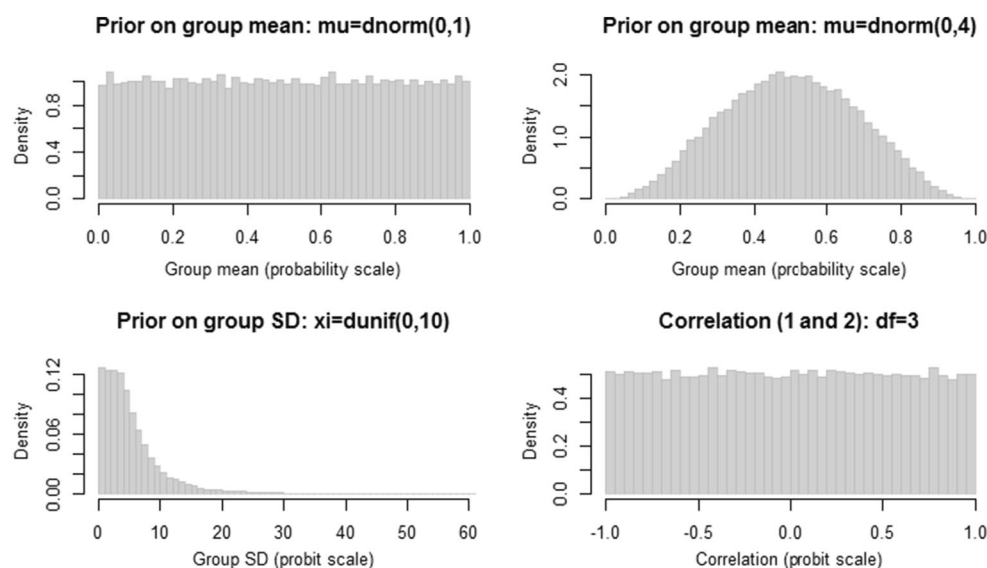 Prior on group mean: mu=dnorm(0,1)
Density
0.0 0.4 0.8
0.0 0.2 0.4 0.6 0.8 1.0
Group mean (probability scale)
Prior on group mean: mu=dnorm(0,4)
Density
0.0 1.0 2.0
0.0 0.2 0.4 0.6 0.8 1.0
Group mean (probability scale)
Prior on group SD: xi=dunif(0,10)
Density
0.00 0.06 0.12
0 10 20 30 40 50 60
Group SD (probit scale)
Correlation (1 and 2): df=3
Density
0.0 0.2 0.4
-1.0 -0.5 0.0 0.5 1.0
Correlation (probit scale)